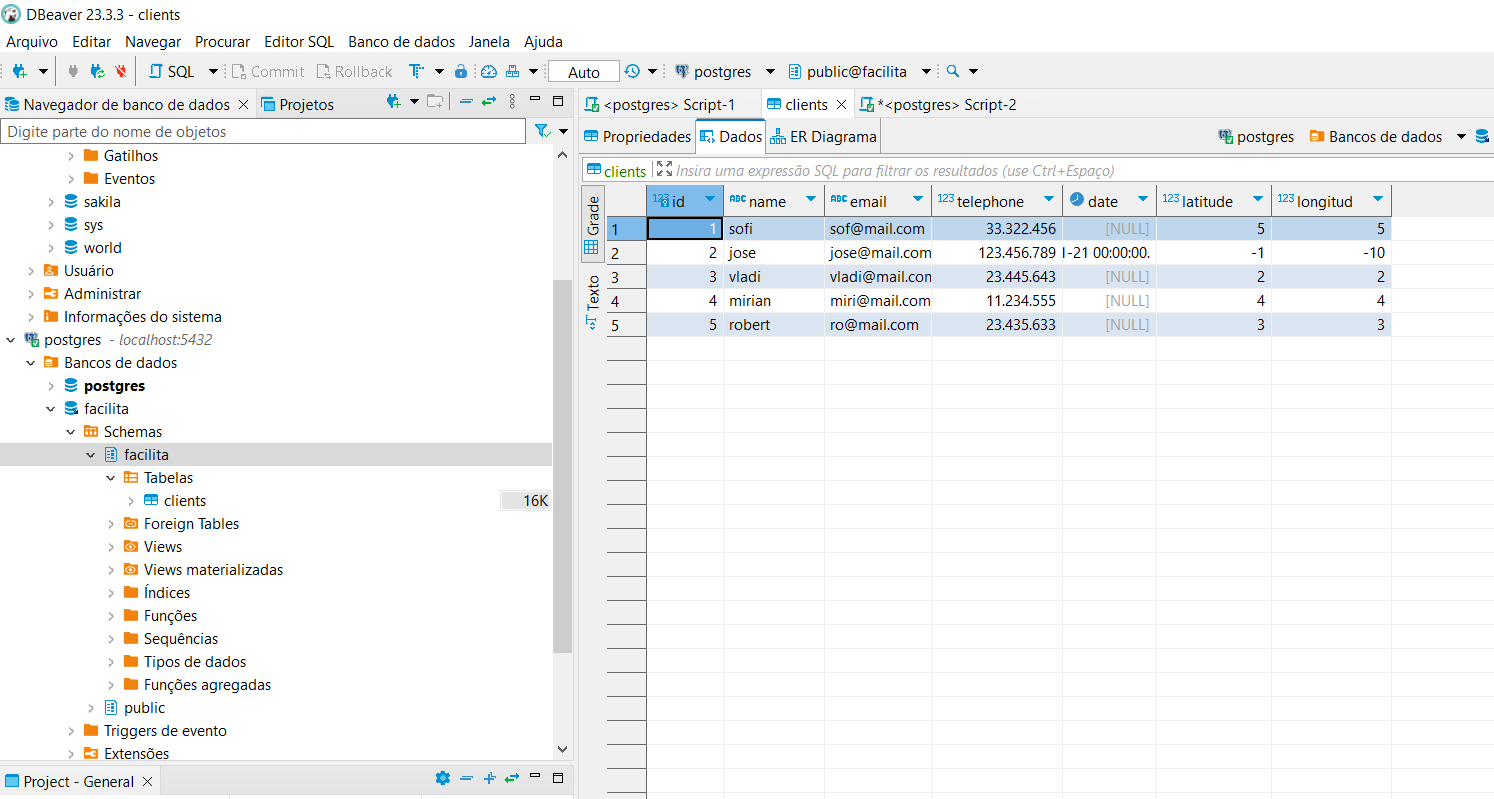 DBeaver 23.3.3 - clients
Arquivo Editar Navegar Procurar Editor SQL Banco de dados Janela Ajuda
SQL Commit Rollback Auto postgres public@facilita
Navegador de banco de dados Projetos
<postgres> Script-1 clients *<postgres> Script-2
Digite parte do nome de objetos
Propriedades Dados ER Diagrama postgres Bancos de dados
Gatilhos
Eventos
sakila
sys
world
Usuário
Administrar
Informações do sistema
postgres - localhost:5432
Bancos de dados
postgres
facilita
Schemas
facilita
Tabelas
clients 16K
Foreign Tables
Views
Views materializadas
Índices
Funções
Sequências
Tipos de dados
Funções agregadas
public
Triggers de evento
Extensões
Project - General
clients Insira uma expressão SQL para filtrar os resultados (use Ctrl+Espaço)
Grade
Texto
123 id ABC name ABC email 123 telephone date 123 latitude 123 longitud
1 1 sofi sof@mail.com 33.322.456 [NULL] 5 5
2 2 jose jose@mail.com 123.456.789 l-21 00:00:00. -1 -10
3 3 vladi vladi@mail.con 23.445.643 [NULL] 2 2
4 4 mirian miri@mail.com 11.234.555 [NULL] 4 4
5 5 robert ro@mail.com 23.435.633 [NULL] 3 3